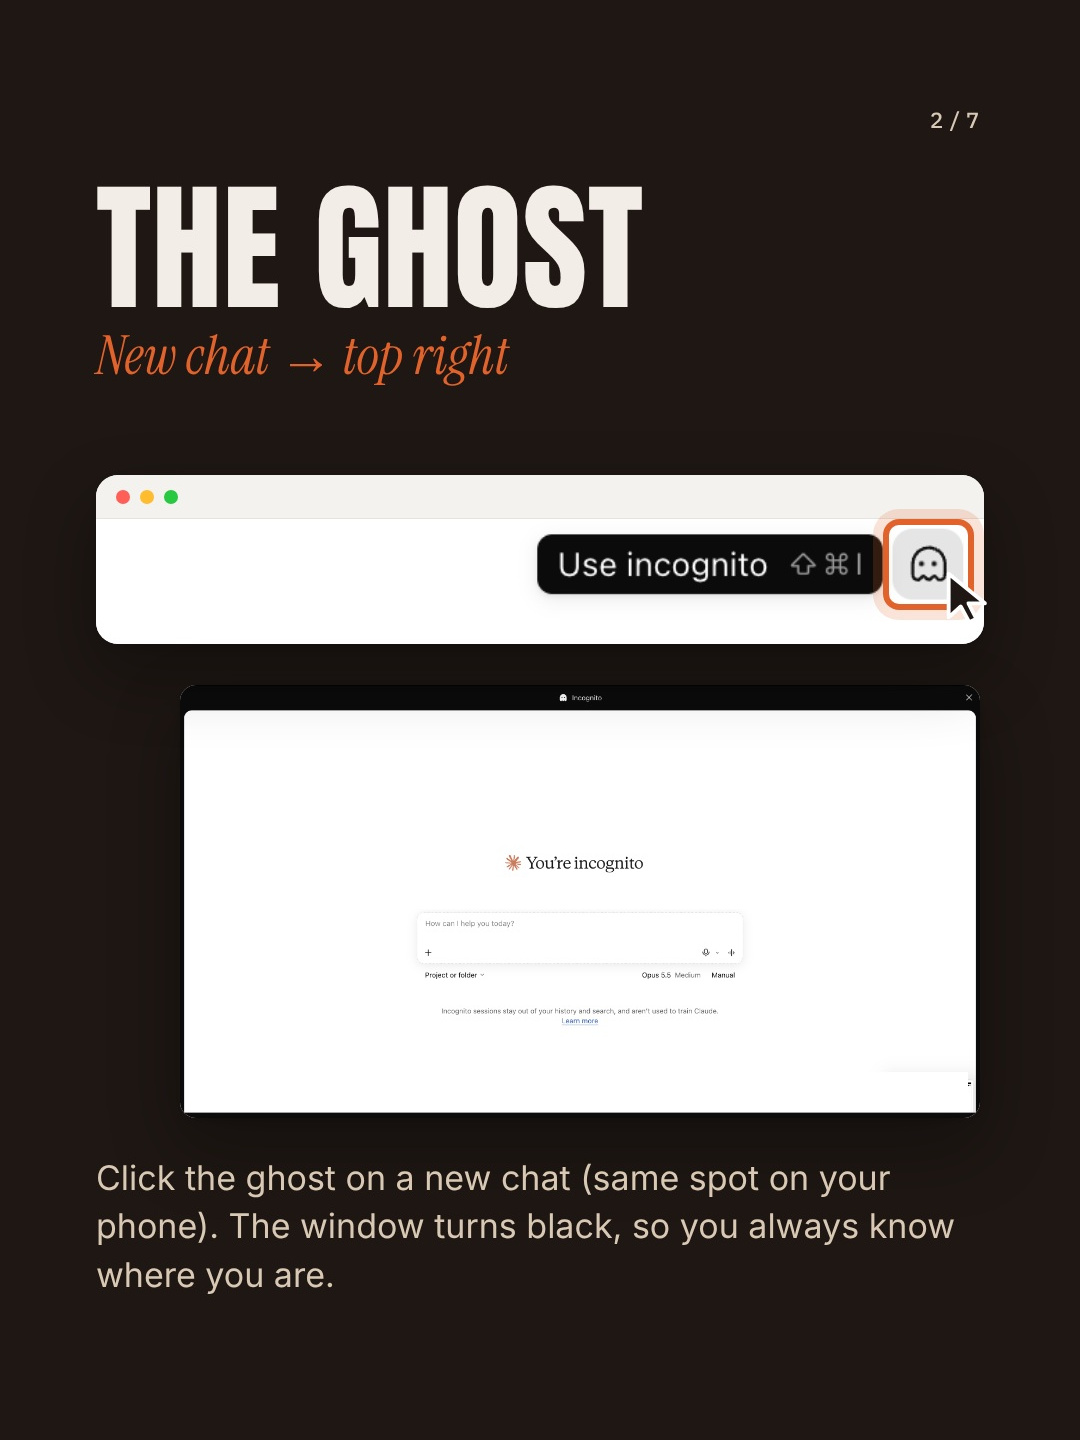 2 / 7
THE GHOST
New chat → top right
Use incognito ⇧ ⌘ I
Incognito
You're incognito
How can I help you today?
Project or folder
Opus 5.5 Medium Manual
Incognito sessions stay out of your history and search, and aren't used to train Claude.
Learn more
Click the ghost on a new chat (same spot on your
phone). The window turns black, so you always know
where you are.